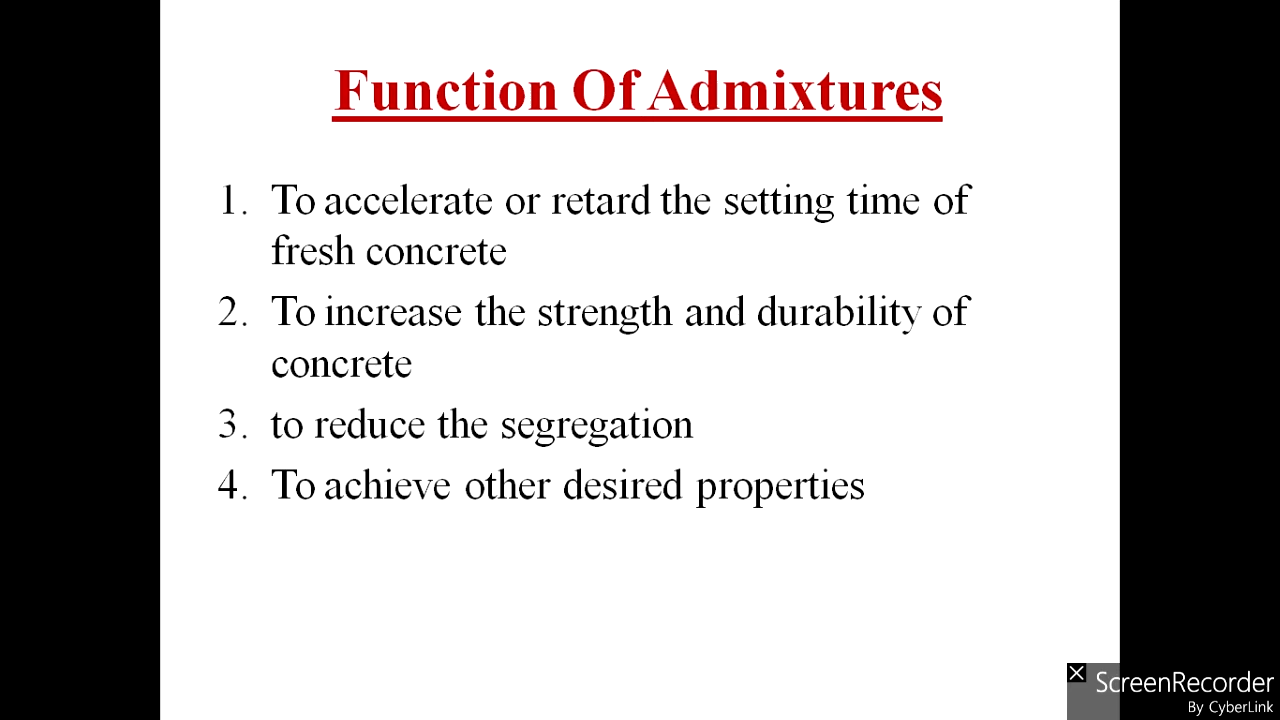 Function Of Admixtures
1. To accelerate or retard the setting time of
fresh concrete
2. To increase the strength and durability of
concrete
3. to reduce the segregation
4. To achieve other desired properties
ScreenRecorder
By CyberLink